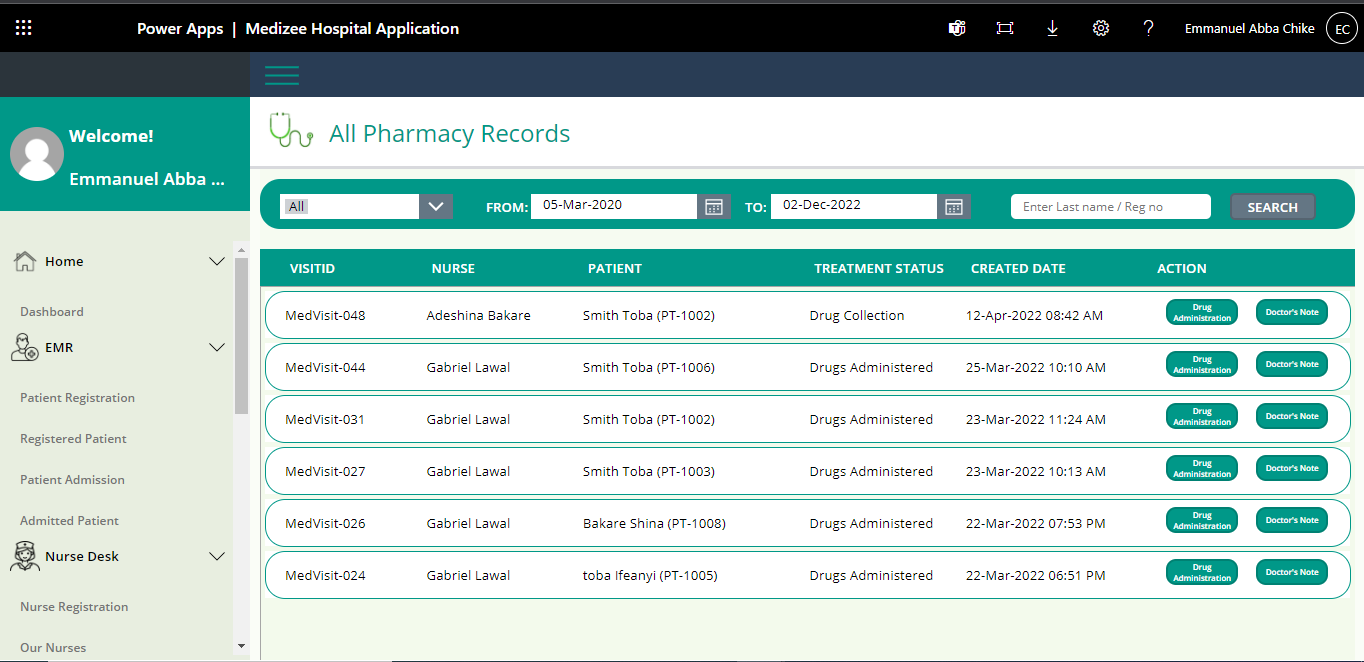 Power Apps | Medizee Hospital Application
Emmanuel Abba Chike
EC
Welcome!
Emmanuel Abba ...
Home
Dashboard
EMR
Patient Registration
Registered Patient
Patient Admission
Admitted Patient
Nurse Desk
Nurse Registration
Our Nurses
All Pharmacy Records
All FROM: 05-Mar-2020 TO: 02-Dec-2022 Enter Last name / Reg no SEARCH
VISITID NURSE PATIENT TREATMENT STATUS CREATED DATE ACTION
MedVisit-048 Adeshina Bakare Smith Toba (PT-1002) Drug Collection 12-Apr-2022 08:42 AM Drug Administration Doctor's Note
MedVisit-044 Gabriel Lawal Smith Toba (PT-1006) Drugs Administered 25-Mar-2022 10:10 AM Drug Administration Doctor's Note
MedVisit-031 Gabriel Lawal Smith Toba (PT-1002) Drugs Administered 23-Mar-2022 11:24 AM Drug Administration Doctor's Note
MedVisit-027 Gabriel Lawal Smith Toba (PT-1003) Drugs Administered 23-Mar-2022 10:13 AM Drug Administration Doctor's Note
MedVisit-026 Gabriel Lawal Bakare Shina (PT-1008) Drugs Administered 22-Mar-2022 07:53 PM Drug Administration Doctor's Note
MedVisit-024 Gabriel Lawal toba Ifeanyi (PT-1005) Drugs Administered 22-Mar-2022 06:51 PM Drug Administration Doctor's Note